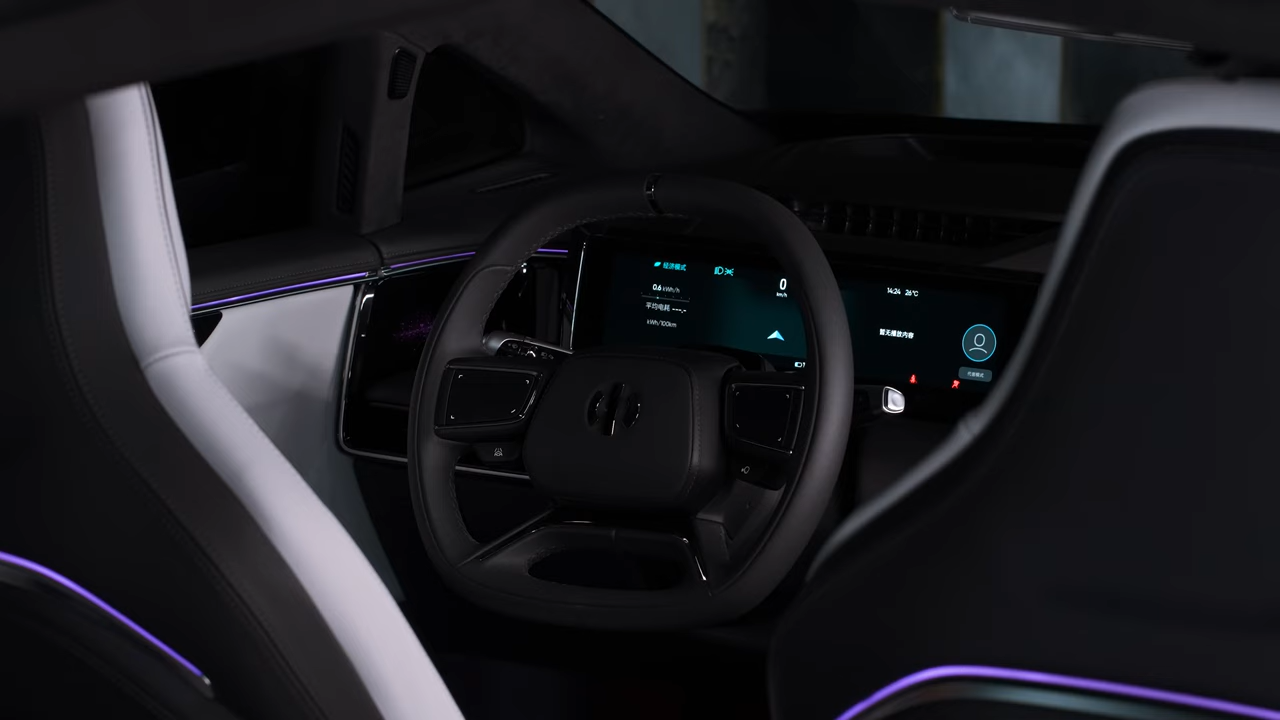 经济模式
0.6 kWh/h
平均电耗 --.-
kWh/100km
0
km/h
14:24 26℃
暂无播放内容
代客模式